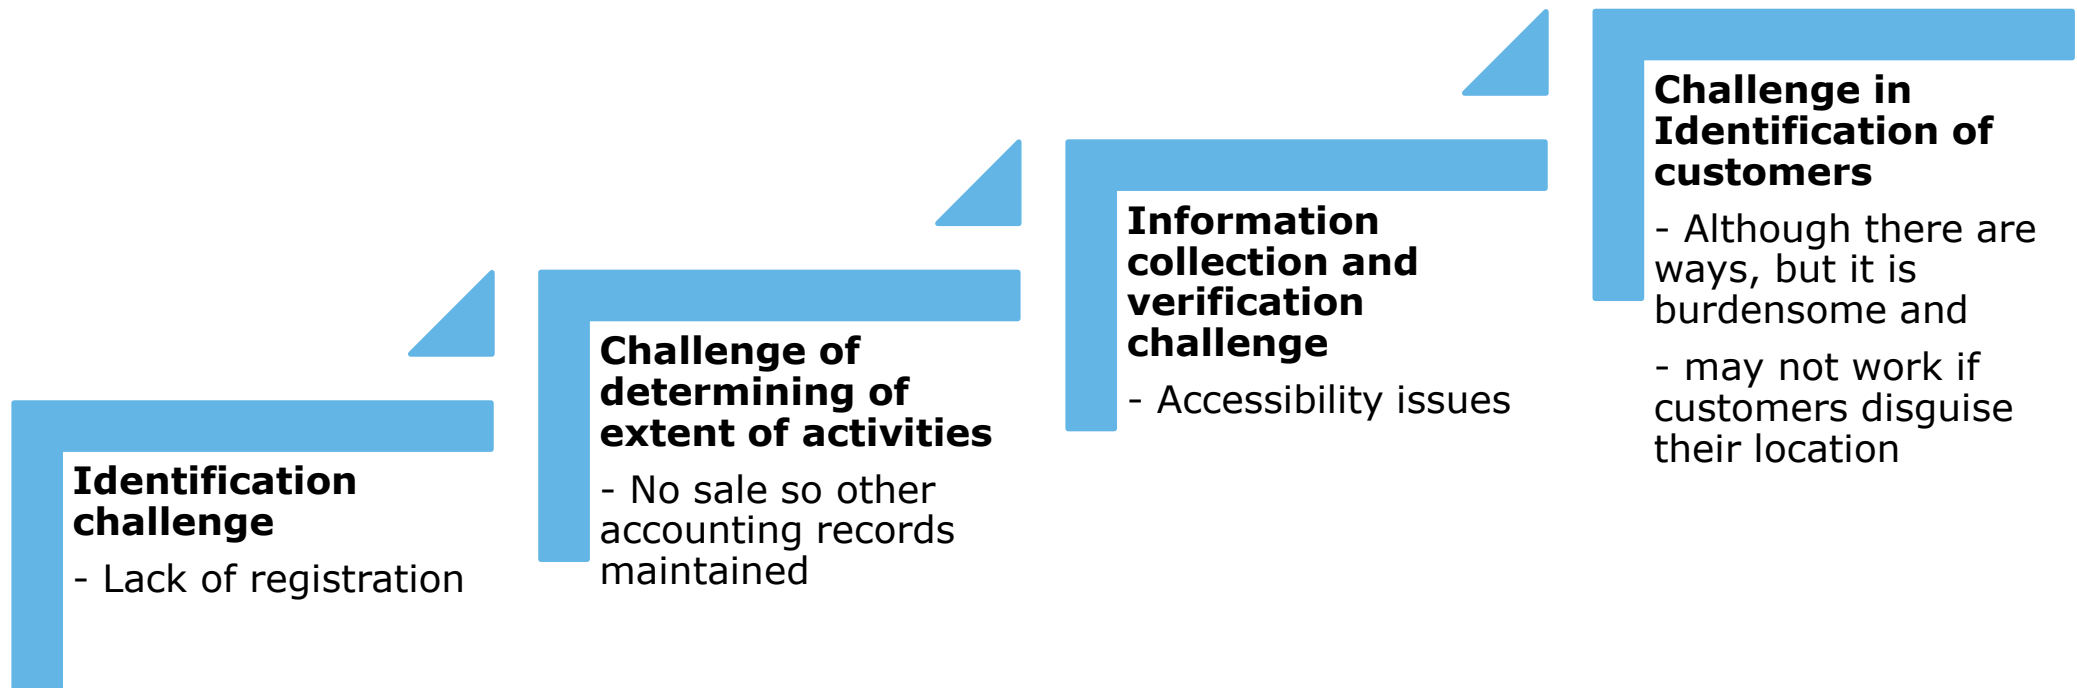 Identification
challenge
- Lack of registration
Challenge of
determining of
extent of activities
- No sale so other
accounting records
maintained
Information
collection and
verification
challenge
- Accessibility issues
Challenge in
Identification of
customers
- Although there are
ways, but it is
burdensome and
- may not work if
customers disguise
their location